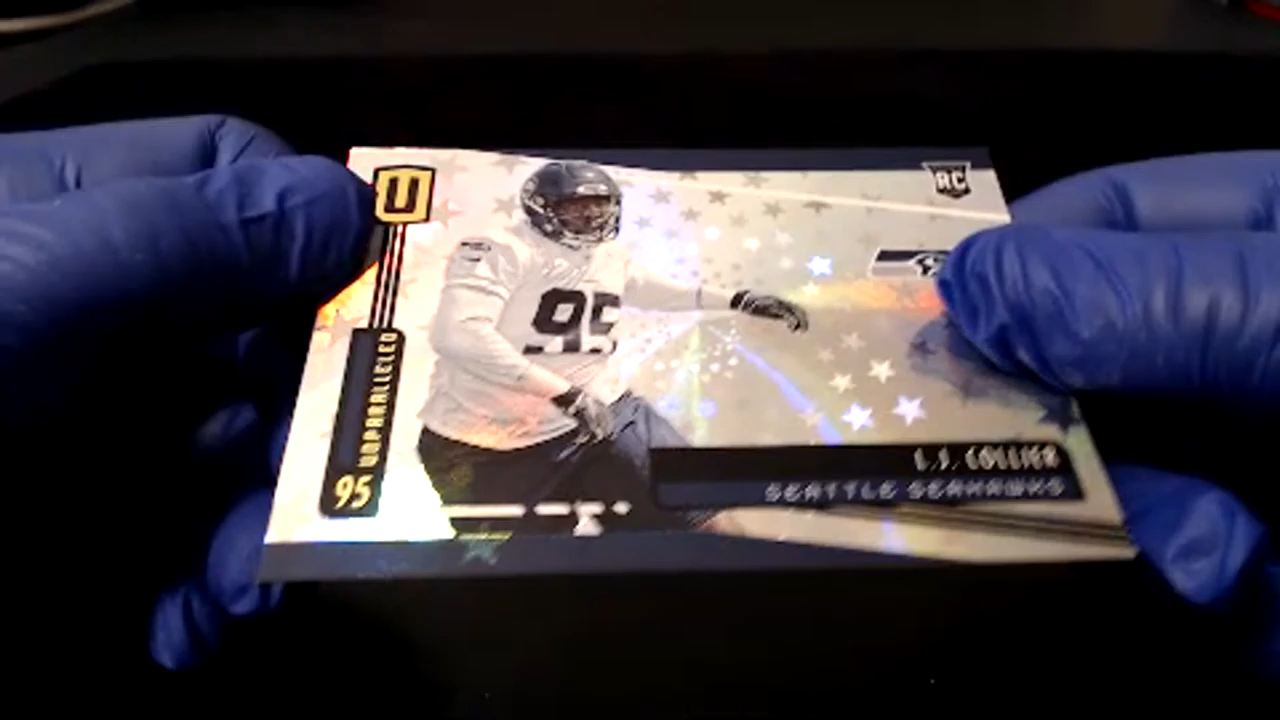 U
RC
95
UNPARALLELED
95
L.J. COLLIER
SEATTLE SEAHAWKS